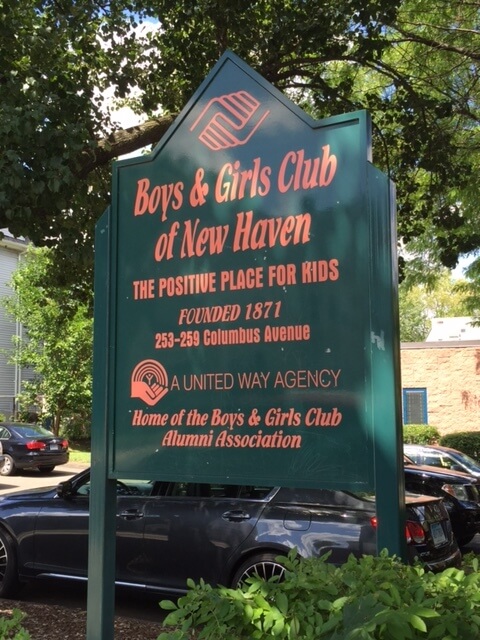 Boys & Girls Club
of New Haven
THE POSITIVE PLACE FOR KIDS
FOUNDED 1871
253-259 Columbus Avenue
A UNITED WAY AGENCY
Home of the Boys & Girls Club
Alumni Association